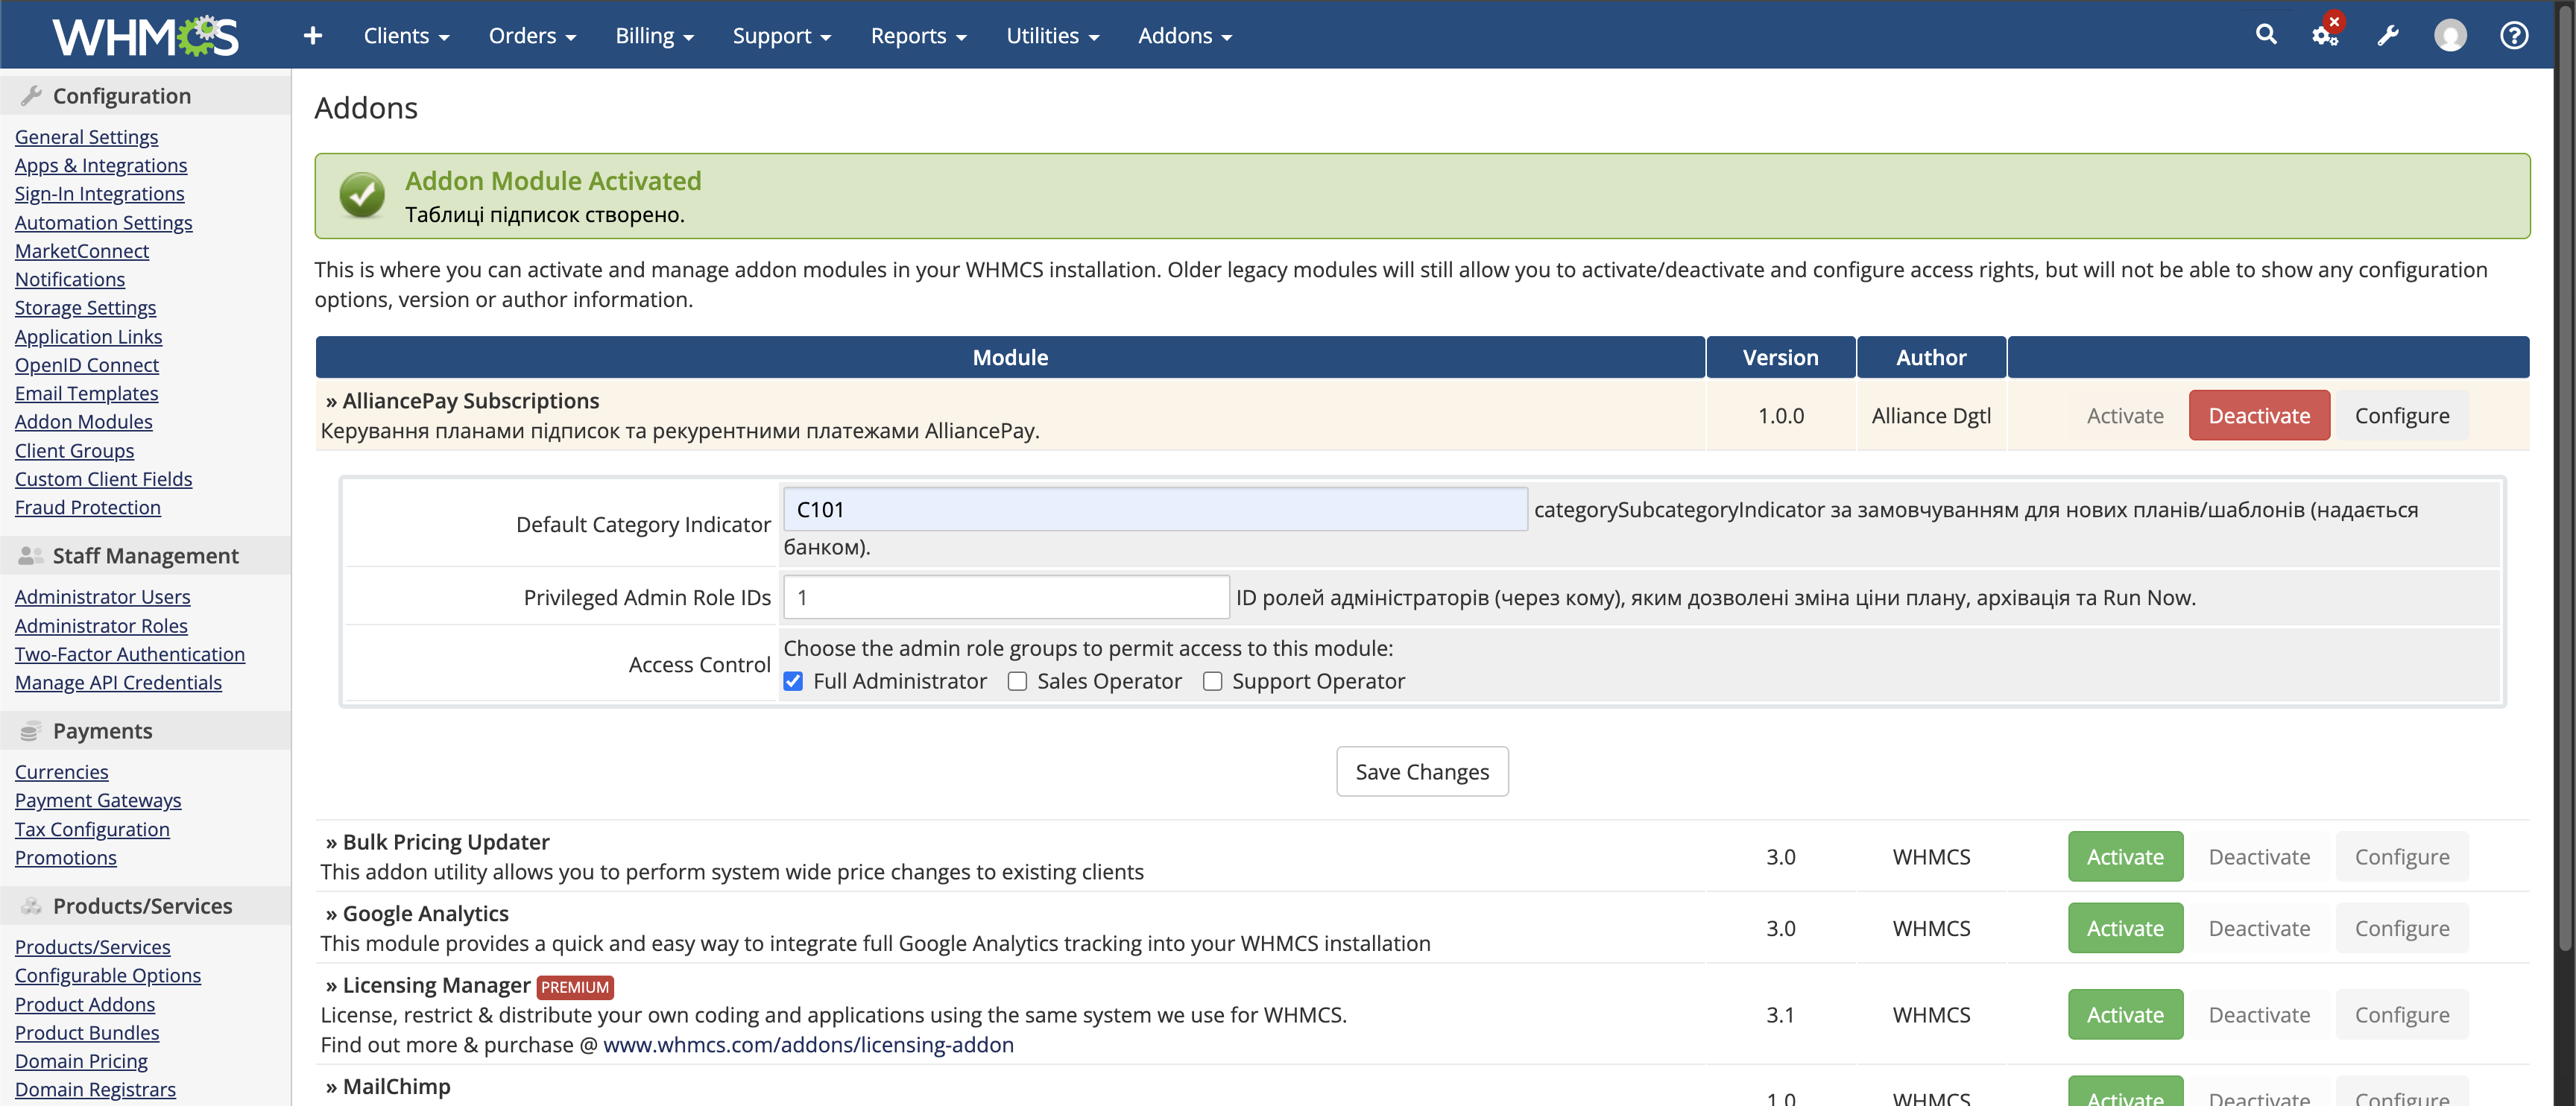 WHMCS
Clients
Orders
Billing
Support
Reports
Utilities
Addons
Configuration
General Settings
Apps & Integrations
Sign-In Integrations
Automation Settings
MarketConnect
Notifications
Storage Settings
Application Links
OpenID Connect
Email Templates
Addon Modules
Client Groups
Custom Client Fields
Fraud Protection
Staff Management
Administrator Users
Administrator Roles
Two-Factor Authentication
Manage API Credentials
Payments
Currencies
Payment Gateways
Tax Configuration
Promotions
Products/Services
Products/Services
Configurable Options
Product Addons
Product Bundles
Domain Pricing
Domain Registrars
Addons
Addon Module Activated
Таблиці підписок створено.
This is where you can activate and manage addon modules in your WHMCS installation. Older legacy modules will still allow you to activate/deactivate and configure access rights, but will not be able to show any configuration
options, version or author information.
Module Version Author
» AlliancePay Subscriptions
Керування планами підписок та рекурентними платежами AlliancePay.
1.0.0 Alliance Dgtl Activate Deactivate Configure
Default Category Indicator C101 categorySubcategoryIndicator за замовчуванням для нових планів/шаблонів (надається
банком).
Privileged Admin Role IDs 1 ID ролей адміністраторів (через кому), яким дозволені зміна ціни плану, архівація та Run Now.
Access Control Choose the admin role groups to permit access to this module:
Full Administrator Sales Operator Support Operator
Save Changes
» Bulk Pricing Updater
This addon utility allows you to perform system wide price changes to existing clients
3.0 WHMCS Activate Deactivate Configure
» Google Analytics
This module provides a quick and easy way to integrate full Google Analytics tracking into your WHMCS installation
3.0 WHMCS Activate Deactivate Configure
» Licensing Manager PREMIUM
License, restrict & distribute your own coding and applications using the same system we use for WHMCS.
Find out more & purchase @ www.whmcs.com/addons/licensing-addon
3.1 WHMCS Activate Deactivate Configure
» MailChimp
1.0 WHMCS Activate Deactivate Configure